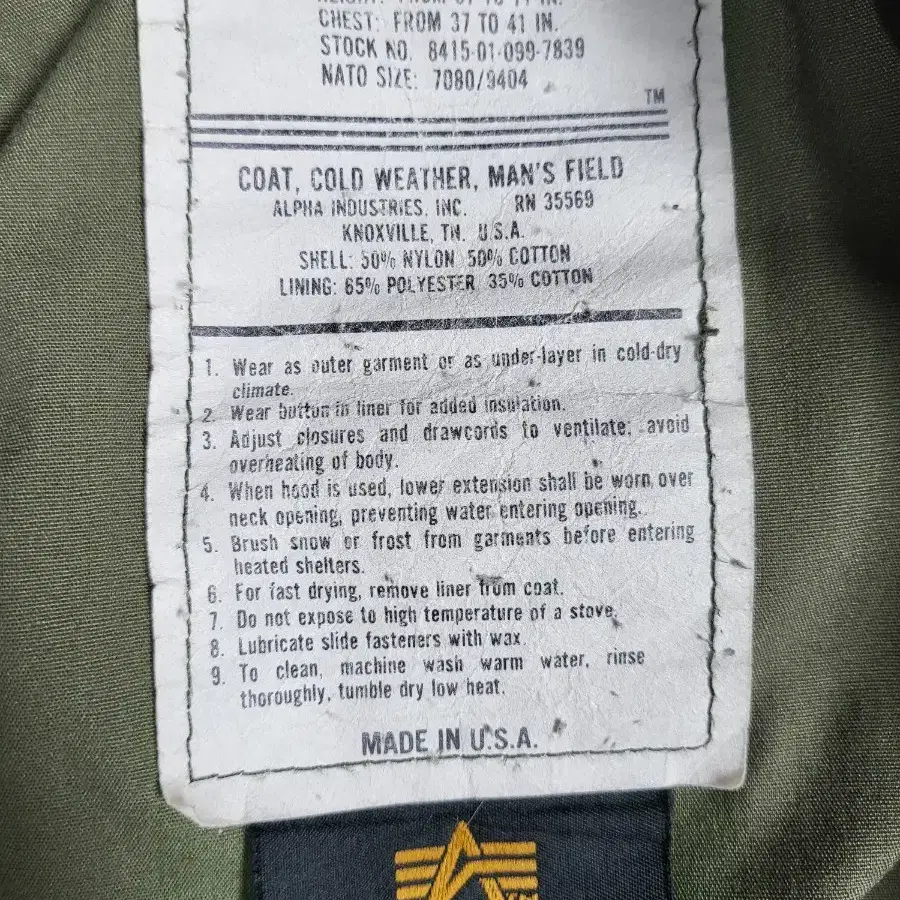 CHEST: FROM 37 TO 41 IN.
STOCK NO. 8415-01-099-7839
NATO SIZE: 7080/9404
TM
COAT, COLD WEATHER, MAN'S FIELD
ALPHA INDUSTRIES, INC. RN 35569
KNOXVILLE, TN. U.S.A.
SHELL: 50% NYLON 50% COTTON
LINING: 65% POLYESTER 35% COTTON
1. Wear as outer garment or as under-layer in cold-dry
climate.
2. Wear button in liner for added insulation.
3. Adjust closures and drawcords to ventilate; avoid
overheating of body.
4. When hood is used, lower extension shall be worn over
neck opening, preventing water entering opening.
5. Brush snow or frost from garments before entering
heated shelters.
6. For fast drying, remove liner from coat.
7. Do not expose to high temperature of a stove.
8. Lubricate slide fasteners with wax.
9. To clean, machine wash warm water, rinse
thoroughly, tumble dry low heat.
MADE IN U.S.A.